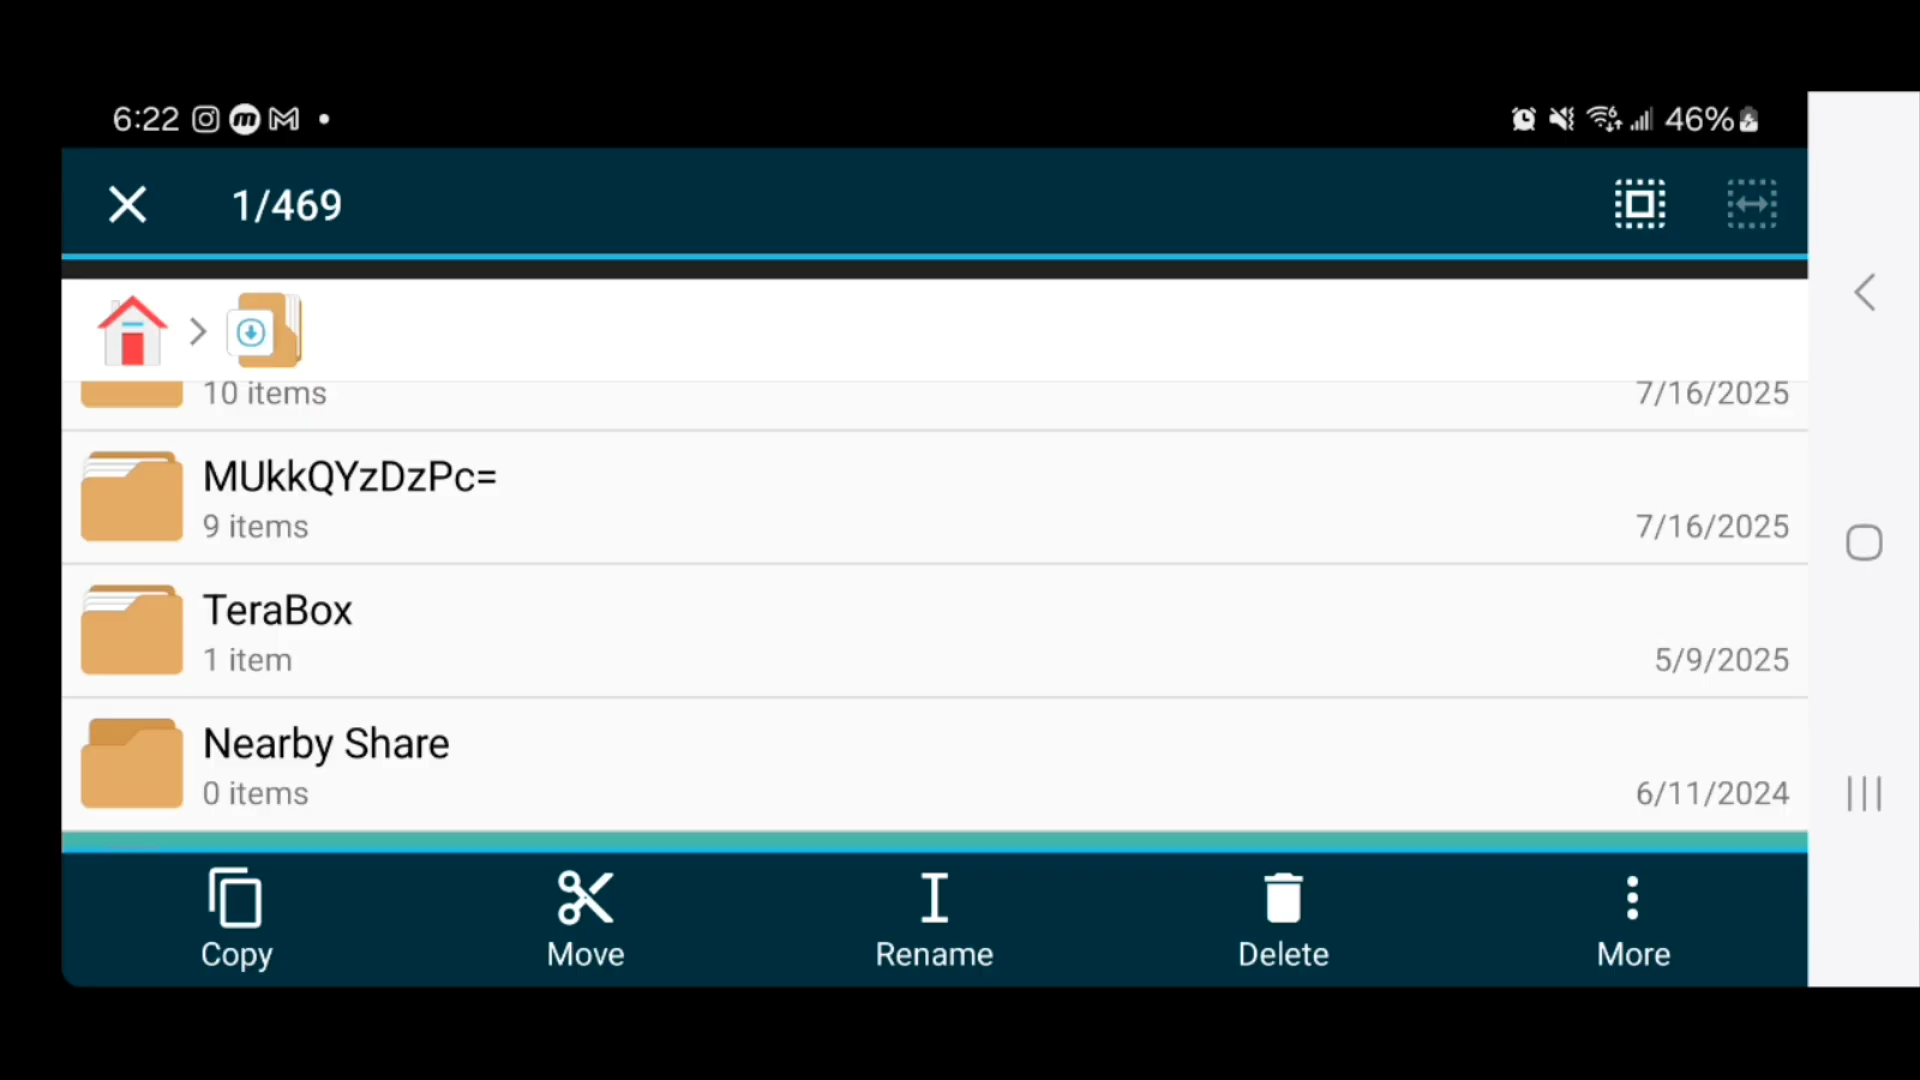 6:22
46%
1/469
10 items
7/16/2025
MUkkQYzDzPc=
9 items
7/16/2025
TeraBox
1 item
5/9/2025
Nearby Share
0 items
6/11/2024
Copy
Move
Rename
Delete
More